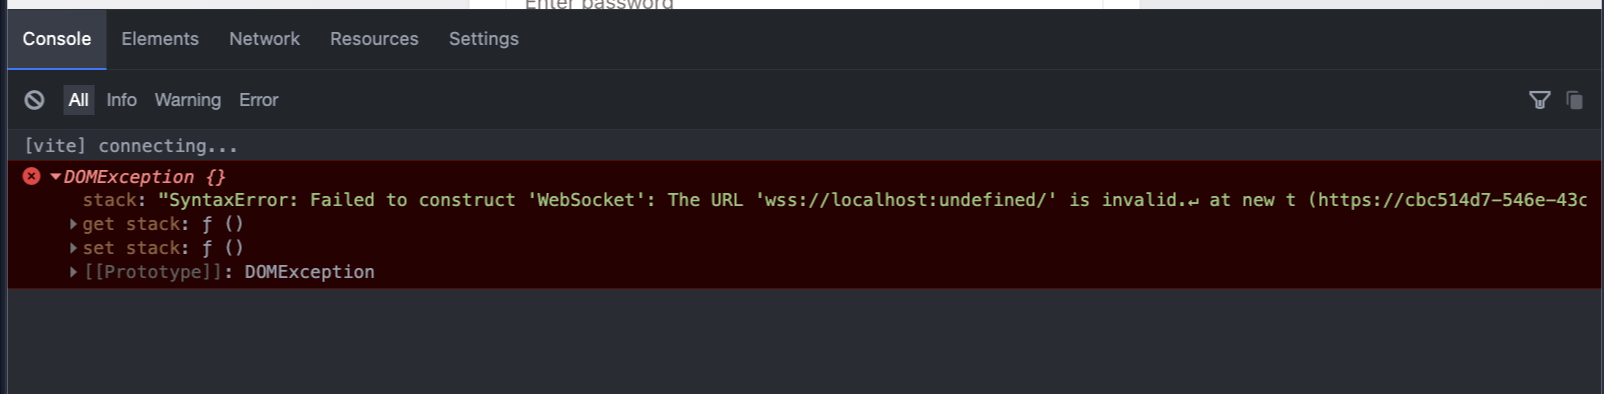 Enter password
Console Elements Network Resources Settings
All Info Warning Error
[vite] connecting...
DOMException {}
stack: "SyntaxError: Failed to construct 'WebSocket': The URL 'wss://localhost:undefined/' is invalid.↵ at new t (https://cbc514d7-546e-43c
get stack: ƒ ()
set stack: ƒ ()
[[Prototype]]: DOMException